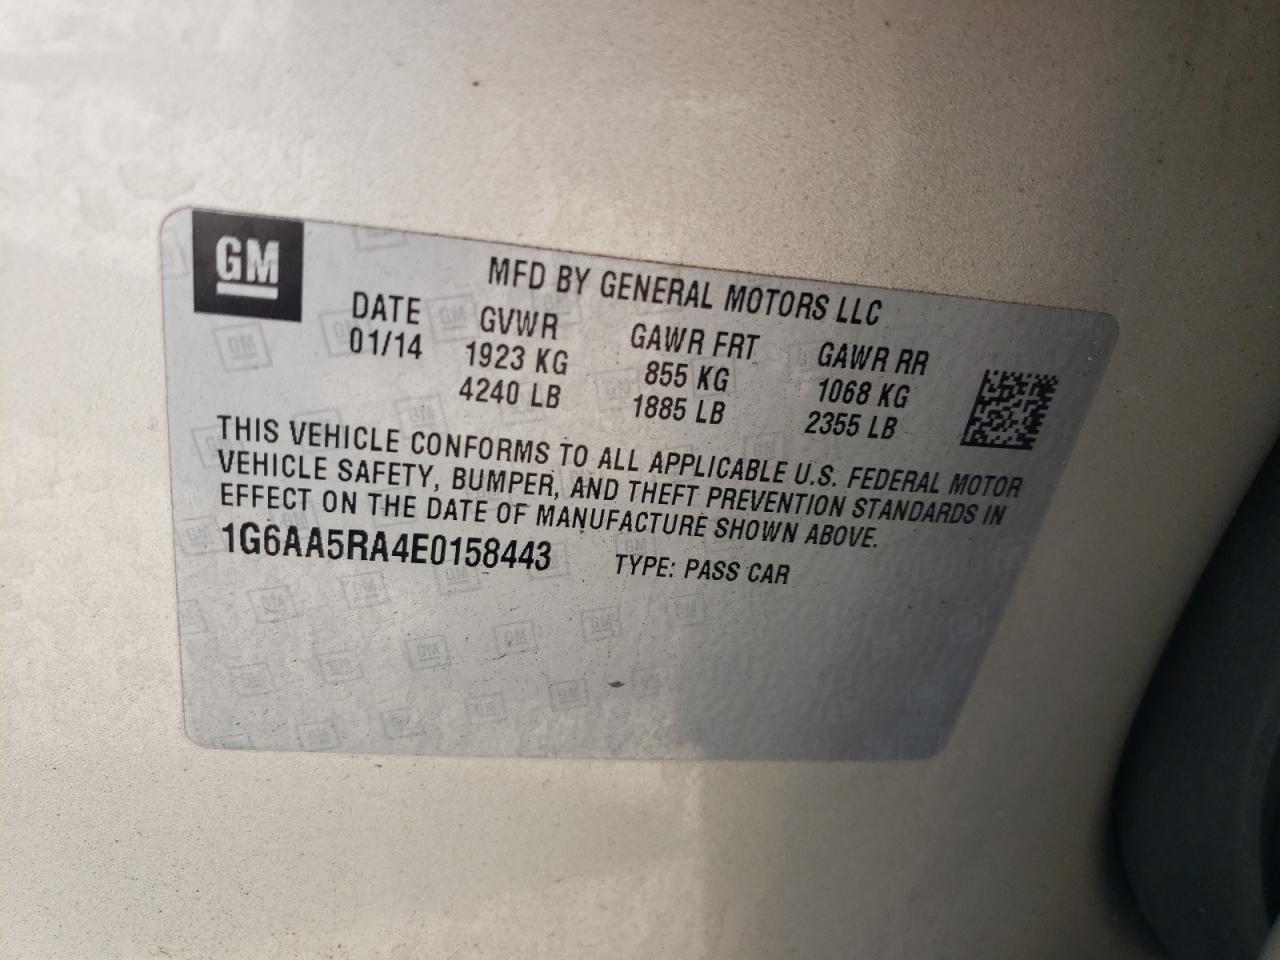 GM
MFD BY GENERAL MOTORS LLC
DATE GVWR GAWR FRT GAWR RR
01/14 1923 KG 855 KG 1068 KG
4240 LB 1885 LB 2355 LB
THIS VEHICLE CONFORMS TO ALL APPLICABLE U.S. FEDERAL MOTOR
VEHICLE SAFETY, BUMPER, AND THEFT PREVENTION STANDARDS IN
EFFECT ON THE DATE OF MANUFACTURE SHOWN ABOVE.
1G6AA5RA4E0158443 TYPE: PASS CAR